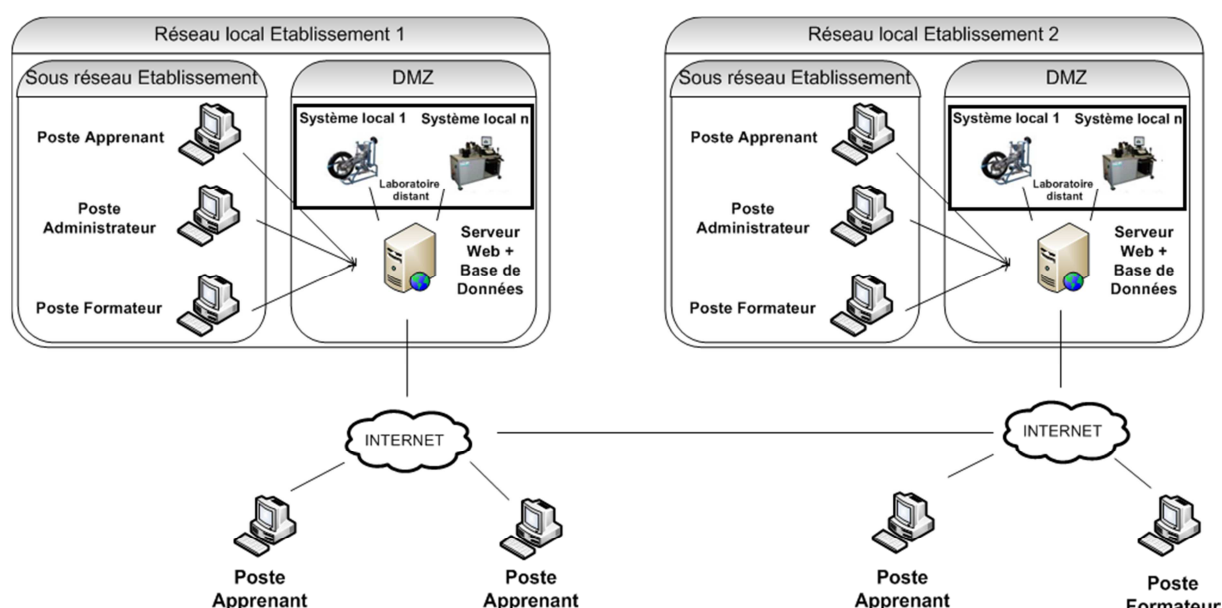 Réseau local Etablissement 1
Sous réseau Etablissement
DMZ
Poste Apprenant
Poste
Administrateur
Poste Formateur
Système local 1
Système local n
Laboratoire
distant
Serveur
Web +
Base de
Données
Réseau local Etablissement 2
Sous réseau Etablissement
DMZ
Poste Apprenant
Poste
Administrateur
Poste Formateur
Système local 1
Système local n
Laboratoire
distant
Serveur
Web +
Base de
Données
INTERNET
INTERNET
Poste
Apprenant
Poste
Apprenant
Poste
Apprenant
Poste
Formateur